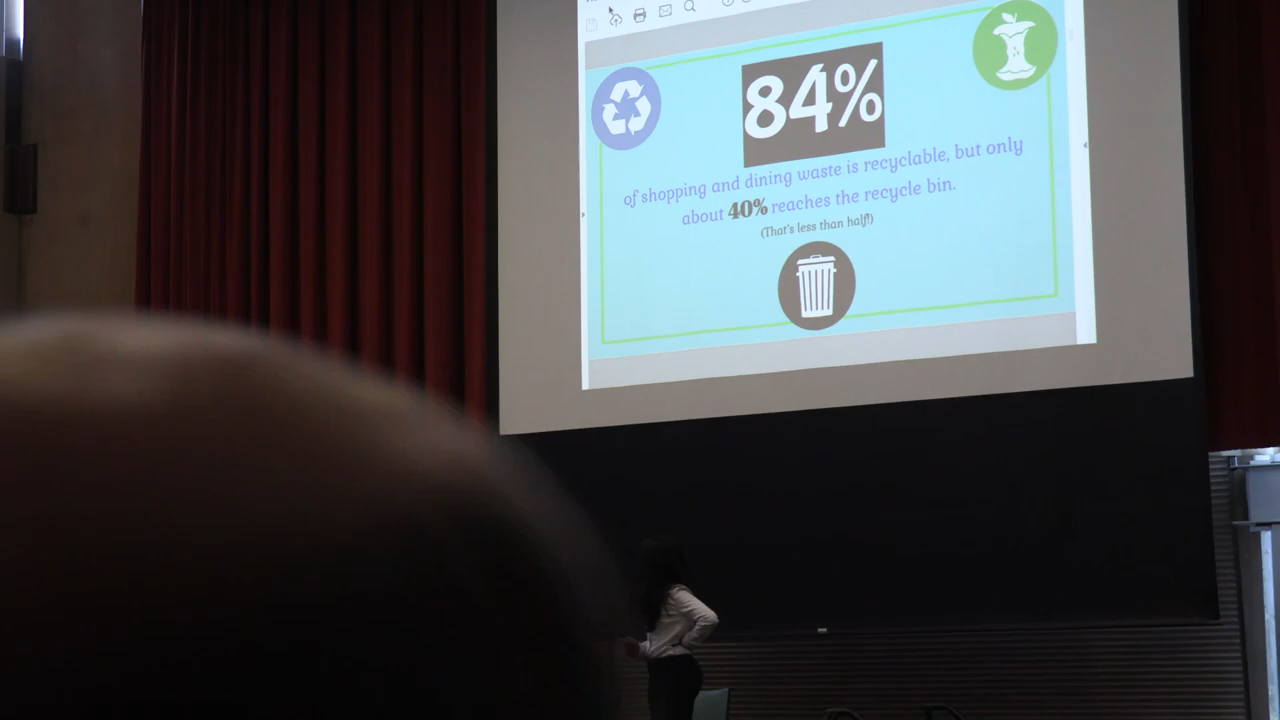 84%
of shopping and dining waste is recyclable, but only
about 40% reaches the recycle bin.
(That's less than half!)